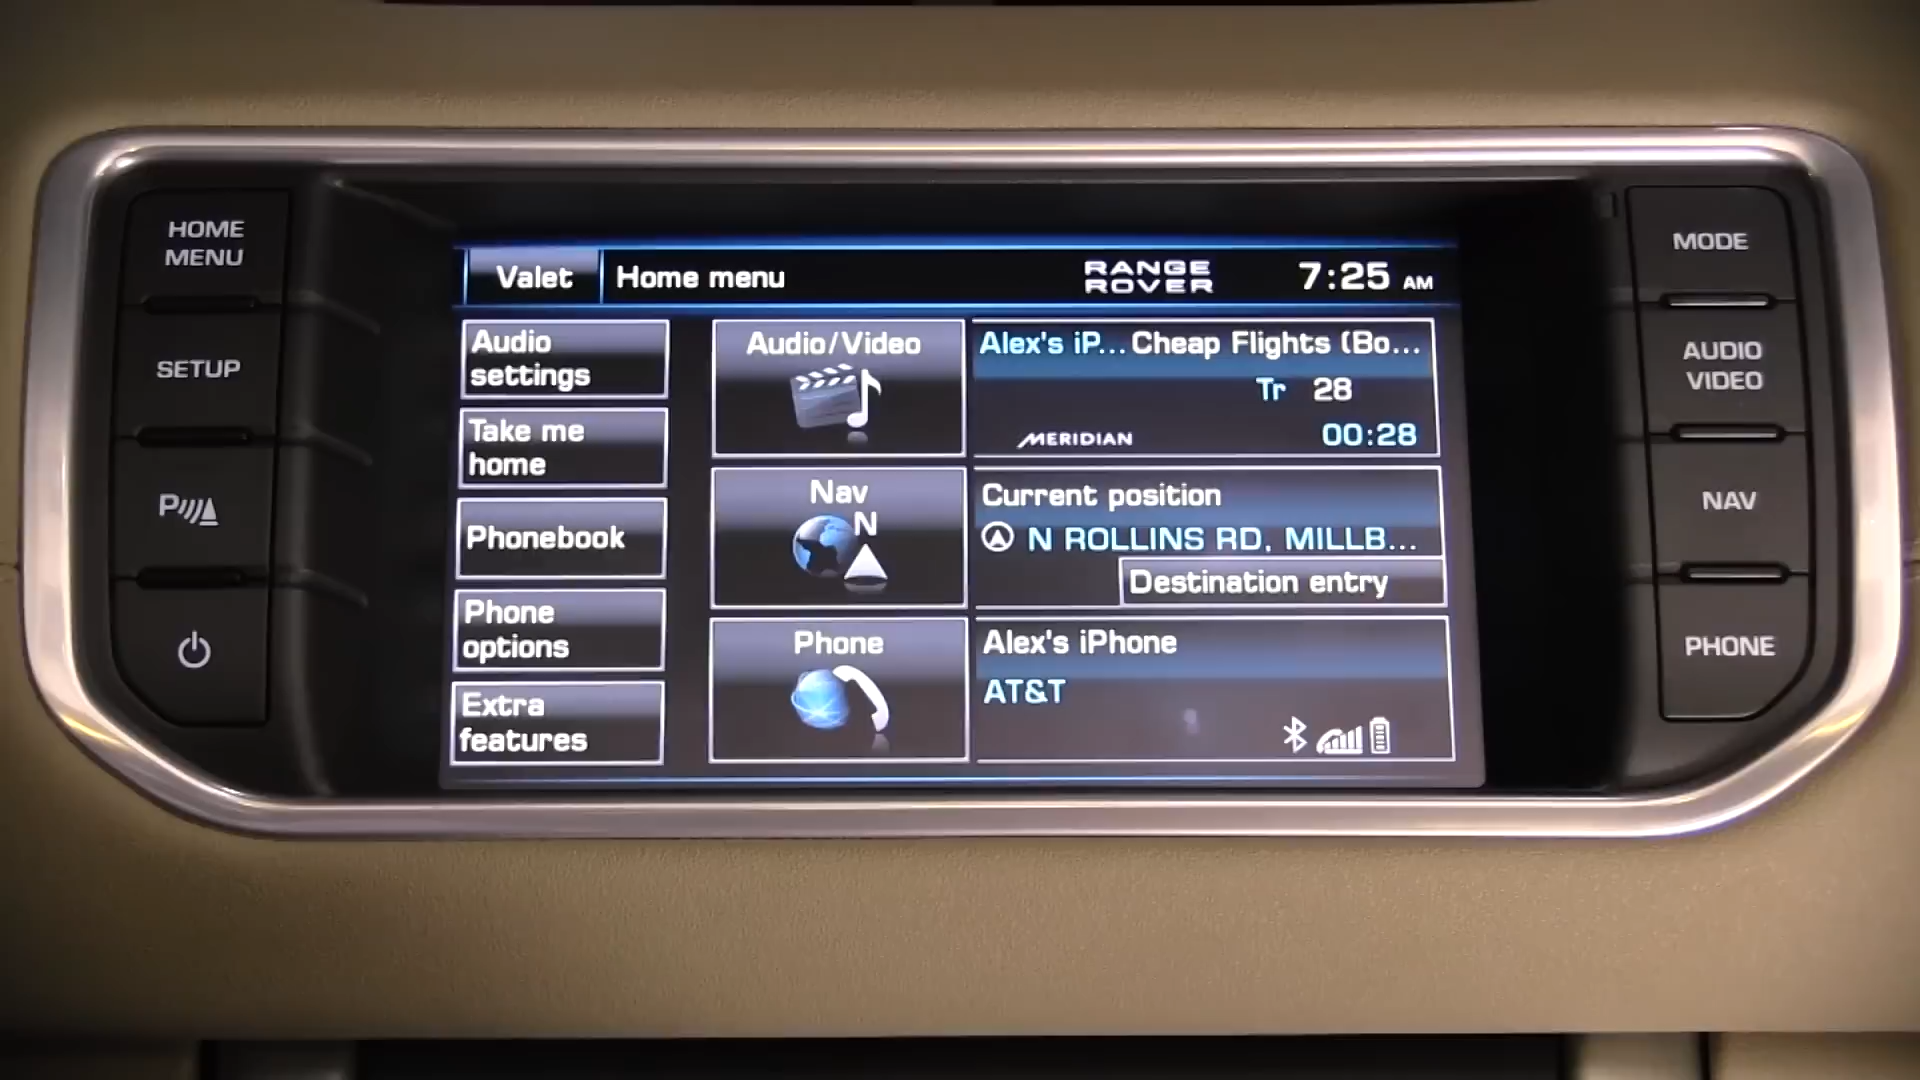 HOME
MENU
SETUP
P
Valet
Home menu
RANGE
ROVER
7:25 AM
Audio
settings
Take me
home
Phonebook
Phone
options
Extra
features
Audio/Video
Alex's iP... Cheap Flights (Bo...
Tr 28
MERIDIAN
00:28
Nav
N
Current position
N ROLLINS RD, MILLB...
Destination entry
Phone
Alex's iPhone
AT&T
MODE
AUDIO
VIDEO
NAV
PHONE